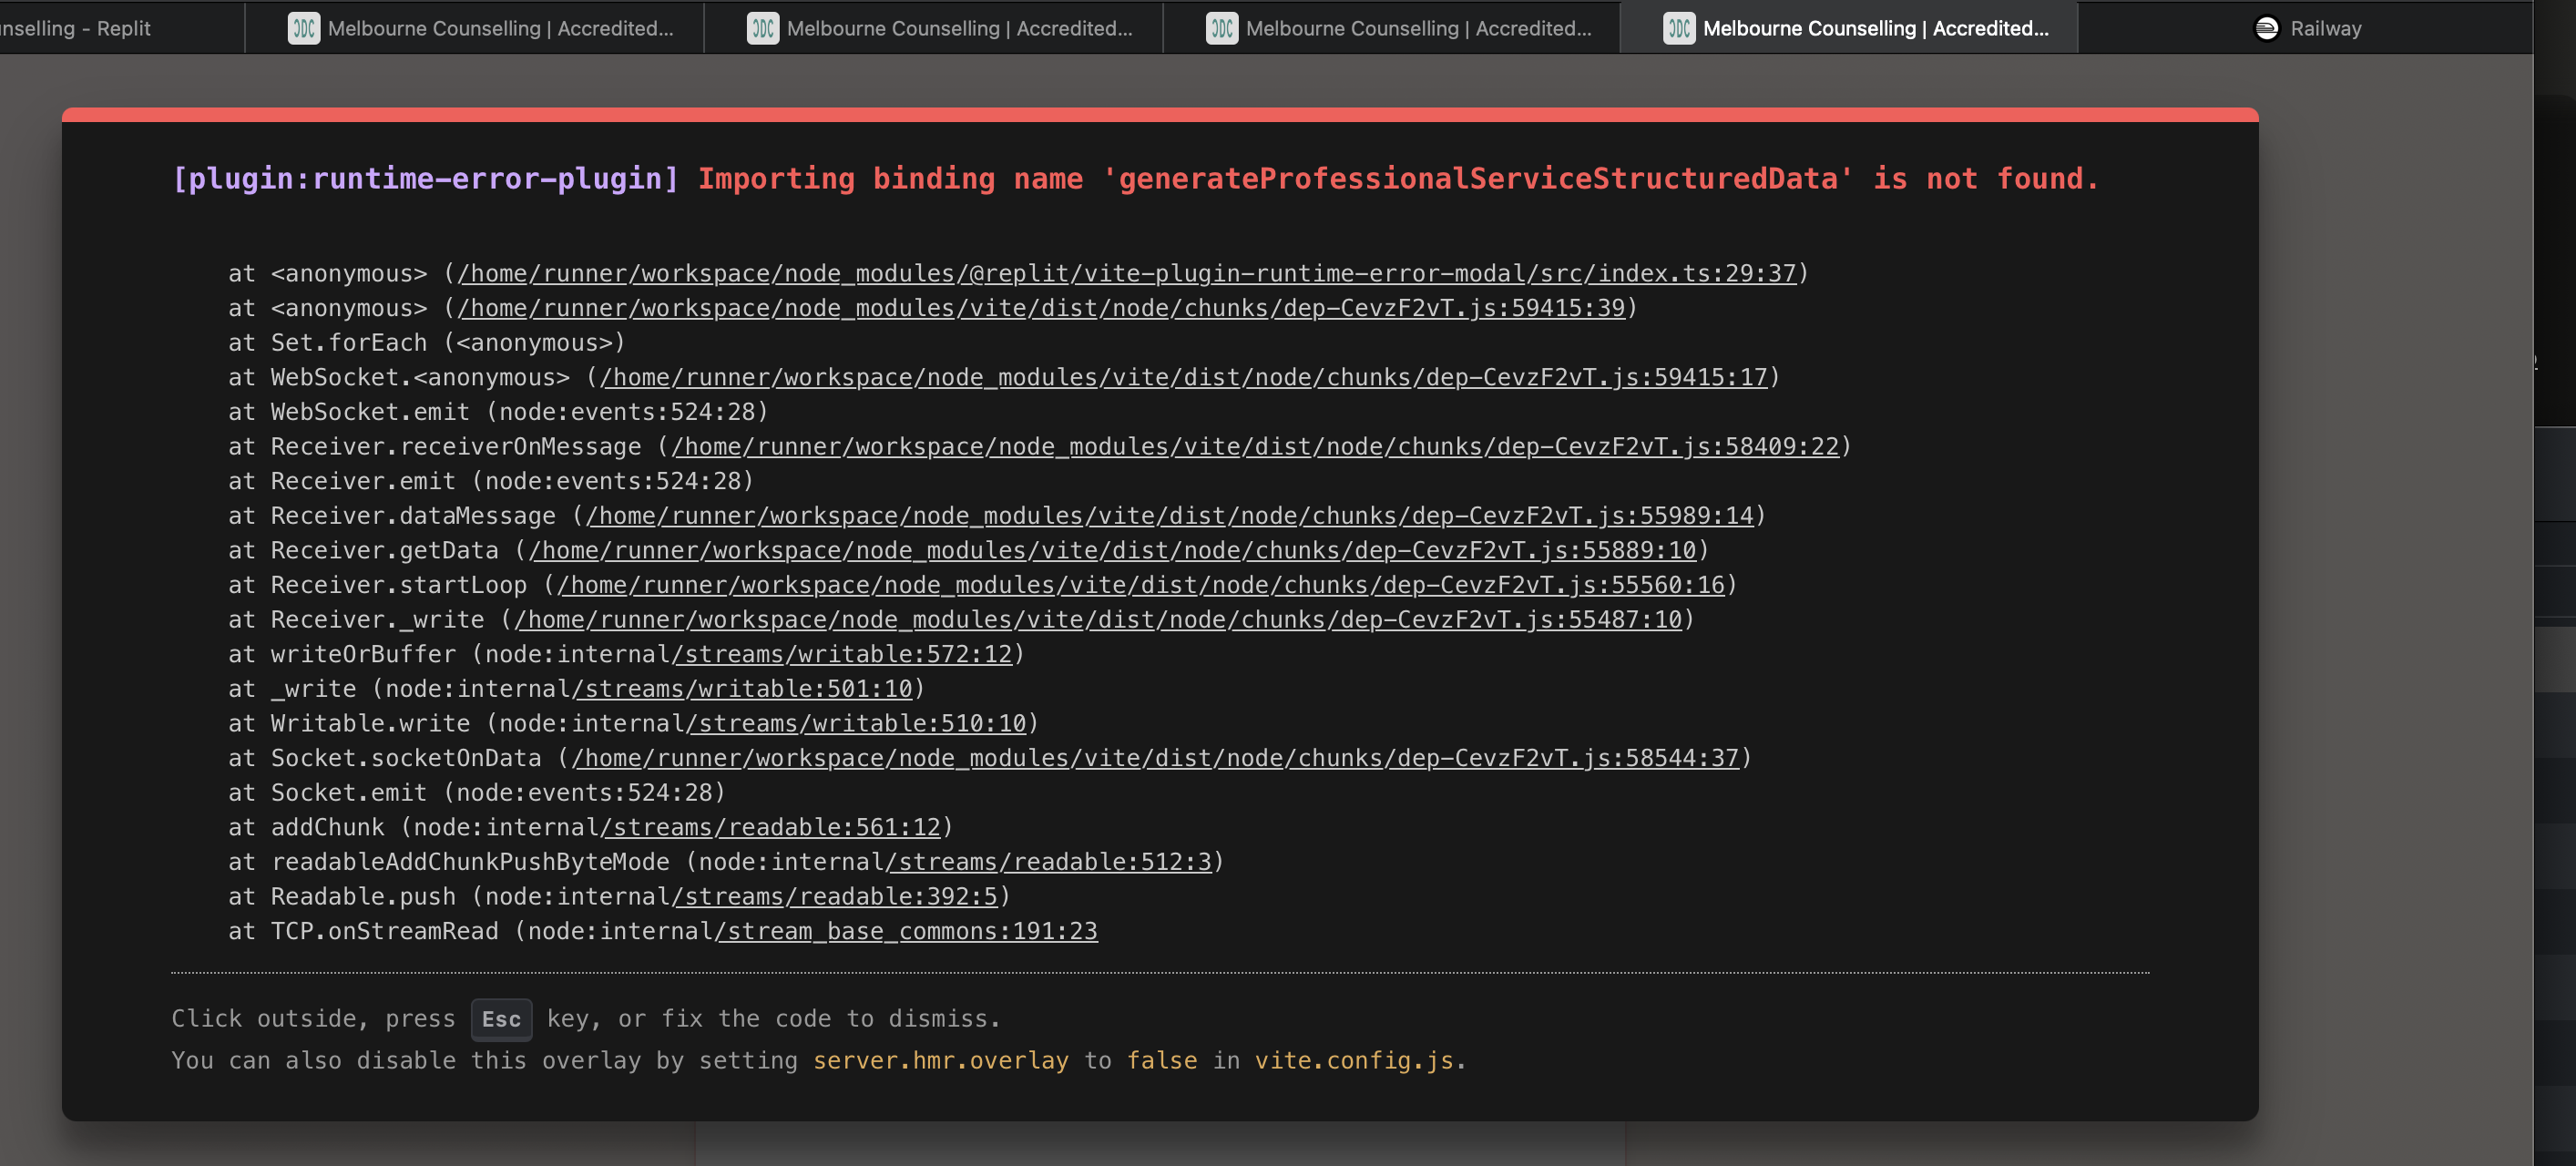 nselling - Replit
JDC Melbourne Counselling | Accredited...
JDC Melbourne Counselling | Accredited...
JDC Melbourne Counselling | Accredited...
JDC Melbourne Counselling | Accredited...
Railway
[plugin:runtime-error-plugin] Importing binding name 'generateProfessionalServiceStructuredData' is not found.
at <anonymous> (/home/runner/workspace/node_modules/@replit/vite-plugin-runtime-error-modal/src/index.ts:29:37)
at <anonymous> (/home/runner/workspace/node_modules/vite/dist/node/chunks/dep-CevzF2vT.js:59415:39)
at Set.forEach (<anonymous>)
at WebSocket.<anonymous> (/home/runner/workspace/node_modules/vite/dist/node/chunks/dep-CevzF2vT.js:59415:17)
at WebSocket.emit (node:events:524:28)
at Receiver.receiverOnMessage (/home/runner/workspace/node_modules/vite/dist/node/chunks/dep-CevzF2vT.js:58409:22)
at Receiver.emit (node:events:524:28)
at Receiver.dataMessage (/home/runner/workspace/node_modules/vite/dist/node/chunks/dep-CevzF2vT.js:55989:14)
at Receiver.getData (/home/runner/workspace/node_modules/vite/dist/node/chunks/dep-CevzF2vT.js:55889:10)
at Receiver.startLoop (/home/runner/workspace/node_modules/vite/dist/node/chunks/dep-CevzF2vT.js:55560:16)
at Receiver._write (/home/runner/workspace/node_modules/vite/dist/node/chunks/dep-CevzF2vT.js:55487:10)
at writeOrBuffer (node:internal/streams/writable:572:12)
at _write (node:internal/streams/writable:501:10)
at Writable.write (node:internal/streams/writable:510:10)
at Socket.socketOnData (/home/runner/workspace/node_modules/vite/dist/node/chunks/dep-CevzF2vT.js:58544:37)
at Socket.emit (node:events:524:28)
at addChunk (node:internal/streams/readable:561:12)
at readableAddChunkPushByteMode (node:internal/streams/readable:512:3)
at Readable.push (node:internal/streams/readable:392:5)
at TCP.onStreamRead (node:internal/stream_base_commons:191:23
Click outside, press Esc key, or fix the code to dismiss.
You can also disable this overlay by setting server.hmr.overlay to false in vite.config.js.